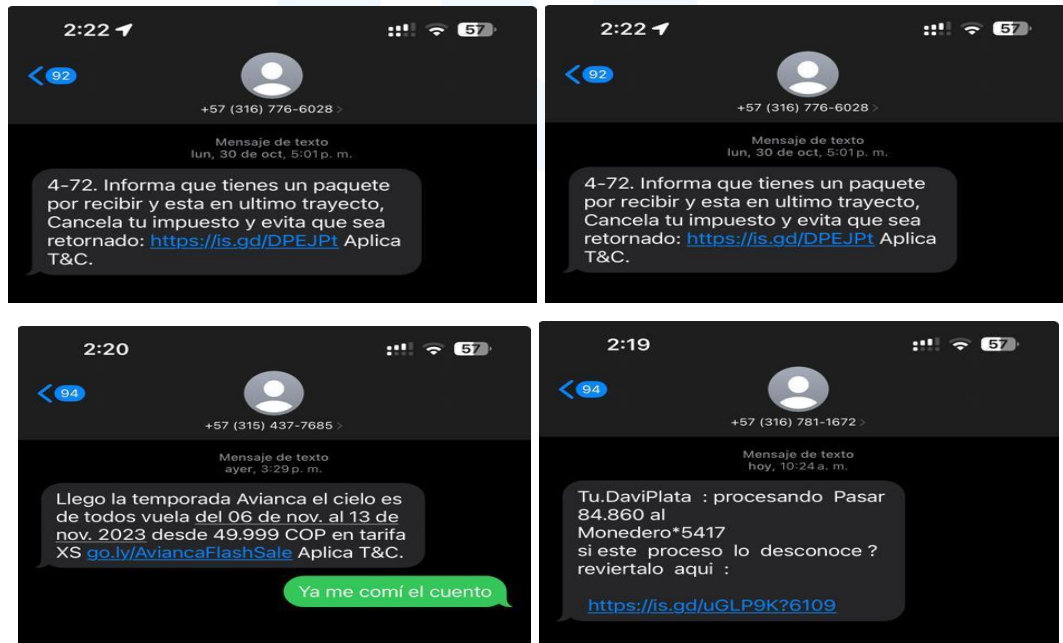 2:22
57
92
+57 (316) 776-6028 >
Mensaje de texto
lun, 30 de oct, 5:01 p. m.
4-72. Informa que tienes un paquete
por recibir y esta en ultimo trayecto,
Cancela tu impuesto y evita que sea
retornado: https://is.gd/DPEJPt Aplica
T&C.
2:22
57
92
+57 (316) 776-6028 >
Mensaje de texto
lun, 30 de oct, 5:01 p. m.
4-72. Informa que tienes un paquete
por recibir y esta en ultimo trayecto,
Cancela tu impuesto y evita que sea
retornado: https://is.gd/DPEJPt Aplica
T&C.
2:20
57
94
+57 (315) 437-7685 >
Mensaje de texto
ayer, 3:29 p. m.
Llego la temporada Avianca el cielo es
de todos vuela del 06 de nov. al 13 de
nov. 2023 desde 49.999 COP en tarifa
XS go.ly/AviancaFlashSale Aplica T&C.
Ya me comí el cuento
2:19
57
94
+57 (316) 781-1672 >
Mensaje de texto
hoy, 10:24 a. m.
Tu.DaviPlata : procesando Pasar
84.860 al
Monedero*5417
si este proceso lo desconoce ?
reviertalo aqui :
https://is.gd/uGLP9K?6109